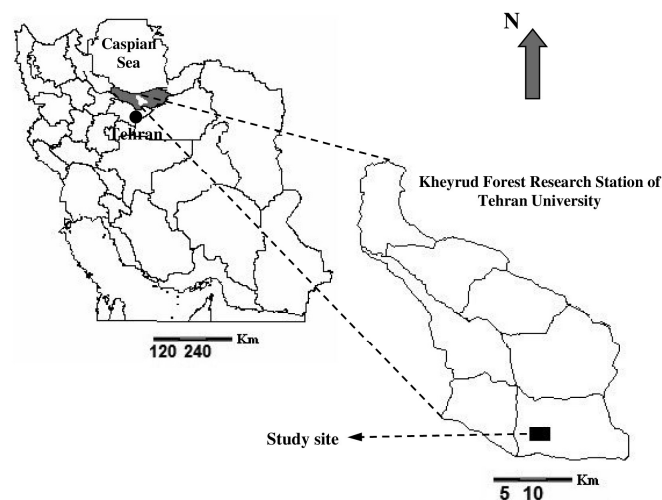 N
Caspian
Sea
Tehran
Kheyrud Forest Research Station of
Tehran University
120 240 Km
Study site
5 10 Km